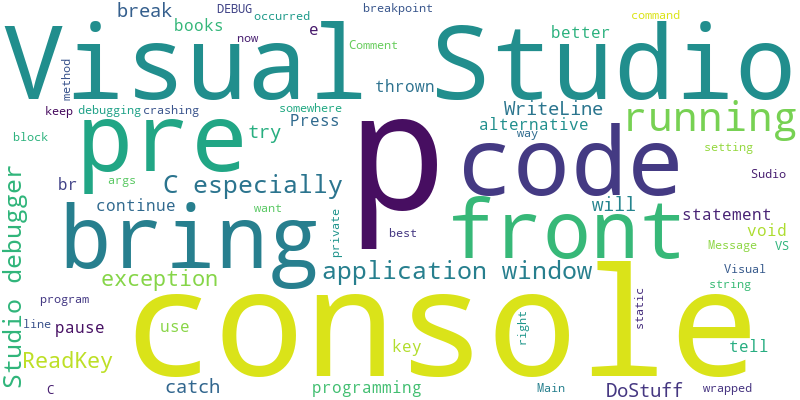 break
DEBUG
occurred
breakpoint
command
books
now
e
Comment
better
Visual Studio
method
thrown
keep
debugging
crashing
somewhere
WriteLine
running
block
pre
try
Press
p
alternative
way
code
setting
br
args
C especially
Sudio
continue
want
private
best
will
statement
bring
front
void
Message
VS
Studio debugger
exception
application window
Visual
string
program
console
static
line
pause
use
right
key
tell
ReadKey
C
catch
programming
Main
DoStuff
wrapped